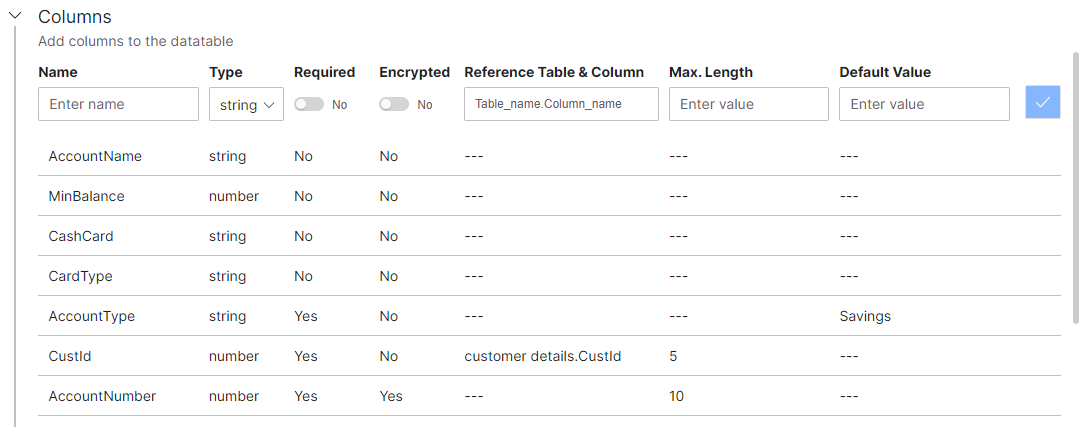 Columns
Add columns to the datatable
Name Type Required Encrypted Reference Table & Column Max. Length Default Value
Enter name string No No Table_name.Column_name Enter value Enter value
AccountName string No No --- --- ---
MinBalance number No No --- --- ---
CashCard string No No --- --- ---
CardType string No No --- --- ---
AccountType string Yes No --- --- Savings
CustId number Yes No customer details.CustId 5 ---
AccountNumber number Yes Yes --- 10 ---